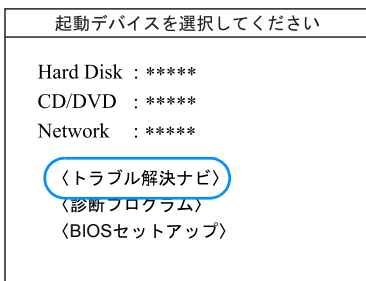 起動デバイスを選択してください
Hard Disk : *****
CD/DVD : *****
Network : *****
〈トラブル解決ナビ〉
〈診断プログラム〉
〈BIOSセットアップ〉